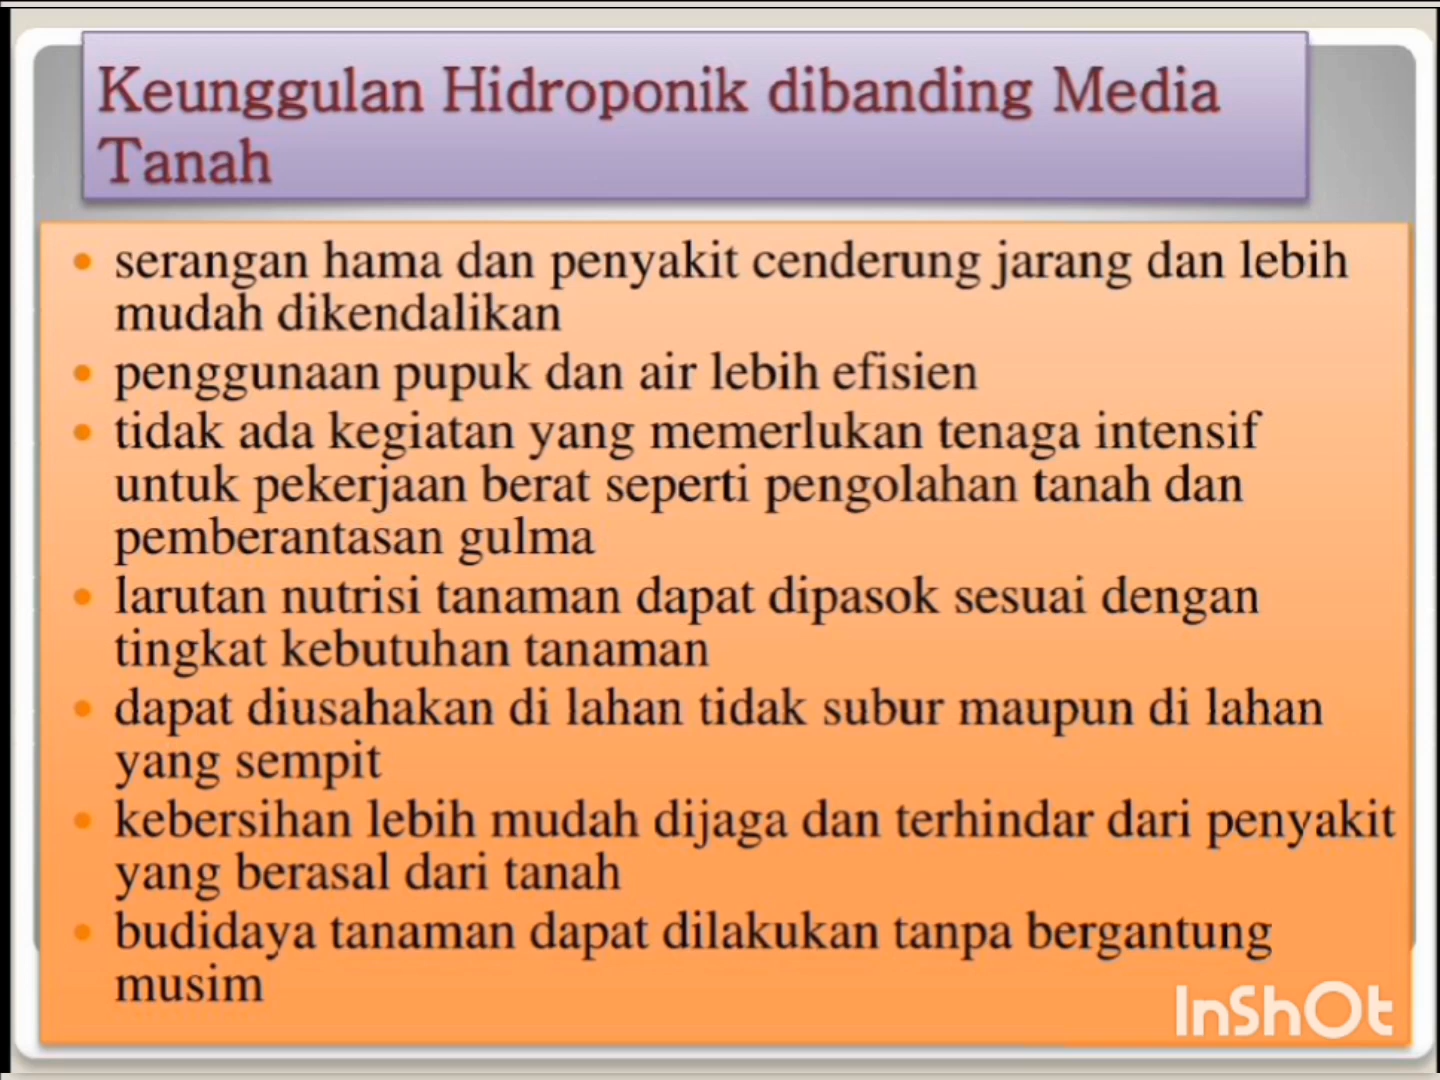 Keunggulan Hidroponik dibanding Media
Tanah
serangan hama dan penyakit cenderung jarang dan lebih
mudah dikendalikan
penggunaan pupuk dan air lebih efisien
tidak ada kegiatan yang memerlukan tenaga intensif
untuk pekerjaan berat seperti pengolahan tanah dan
pemberantasan gulma
larutan nutrisi tanaman dapat dipasok sesuai dengan
tingkat kebutuhan tanaman
dapat diusahakan di lahan tidak subur maupun di lahan
yang sempit
kebersihan lebih mudah dijaga dan terhindar dari penyakit
yang berasal dari tanah
budidaya tanaman dapat dilakukan tanpa bergantung
musim
InShOt